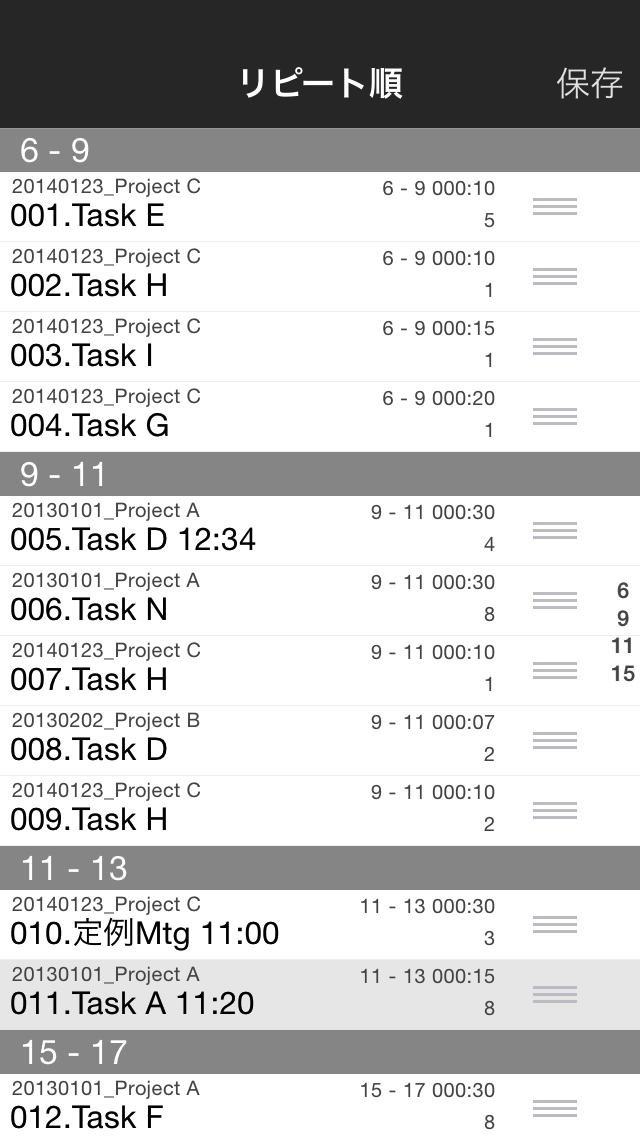 リピート順 保存
6 - 9
20140123_Project C 6 - 9 000:10
001.Task E 5
20140123_Project C 6 - 9 000:10
002.Task H 1
20140123_Project C 6 - 9 000:15
003.Task I 1
20140123_Project C 6 - 9 000:20
004.Task G 1
9 - 11
20130101_Project A 9 - 11 000:30
005.Task D 12:34 4
20130101_Project A 9 - 11 000:30
006.Task N 8
20140123_Project C 9 - 11 000:10
007.Task H 1
20130202_Project B 9 - 11 000:07
008.Task D 2
20140123_Project C 9 - 11 000:10
009.Task H 2
6
9
11
15
11 - 13
20140123_Project C 11 - 13 000:30
010.定例Mtg 11:00 3
20130101_Project A 11 - 13 000:15
011.Task A 11:20 8
15 - 17
20130101_Project A 15 - 17 000:30
012.Task F 8